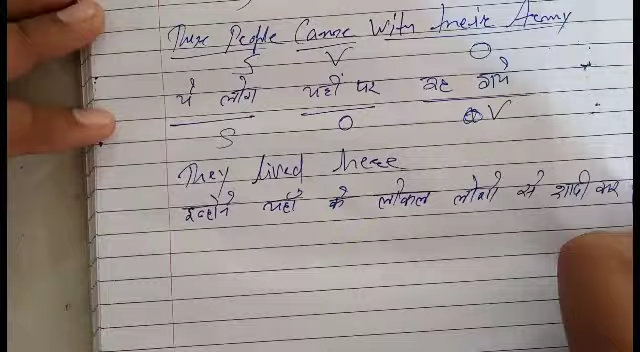 These People Came With their Army
S V O
ये लोग यहीं पर रह गये
S O V
They lived here
इन्होने यहाँ के लोकल लोगो से शादी कर